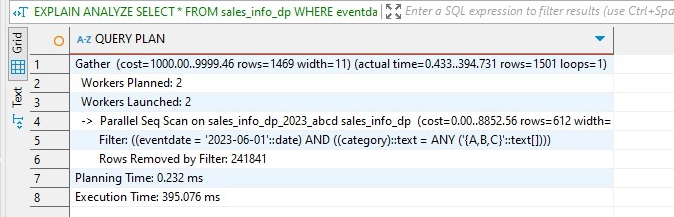 EXPLAIN ANALYZE SELECT * FROM sales_info_dp WHERE eventda
Enter a SQL expression to filter results (use Ctrl+Spa
Grid
Text
A-Z QUERY PLAN
1 Gather (cost=1000.00..9999.46 rows=1469 width=11) (actual time=0.433..394.731 rows=1501 loops=1)
2 Workers Planned: 2
3 Workers Launched: 2
4 -> Parallel Seq Scan on sales_info_dp_2023_abcd sales_info_dp (cost=0.00..8852.56 rows=612 width=
5 Filter: ((eventdate = '2023-06-01'::date) AND ((category)::text = ANY ('{A,B,C}'::text[])))
6 Rows Removed by Filter: 241841
7 Planning Time: 0.232 ms
8 Execution Time: 395.076 ms